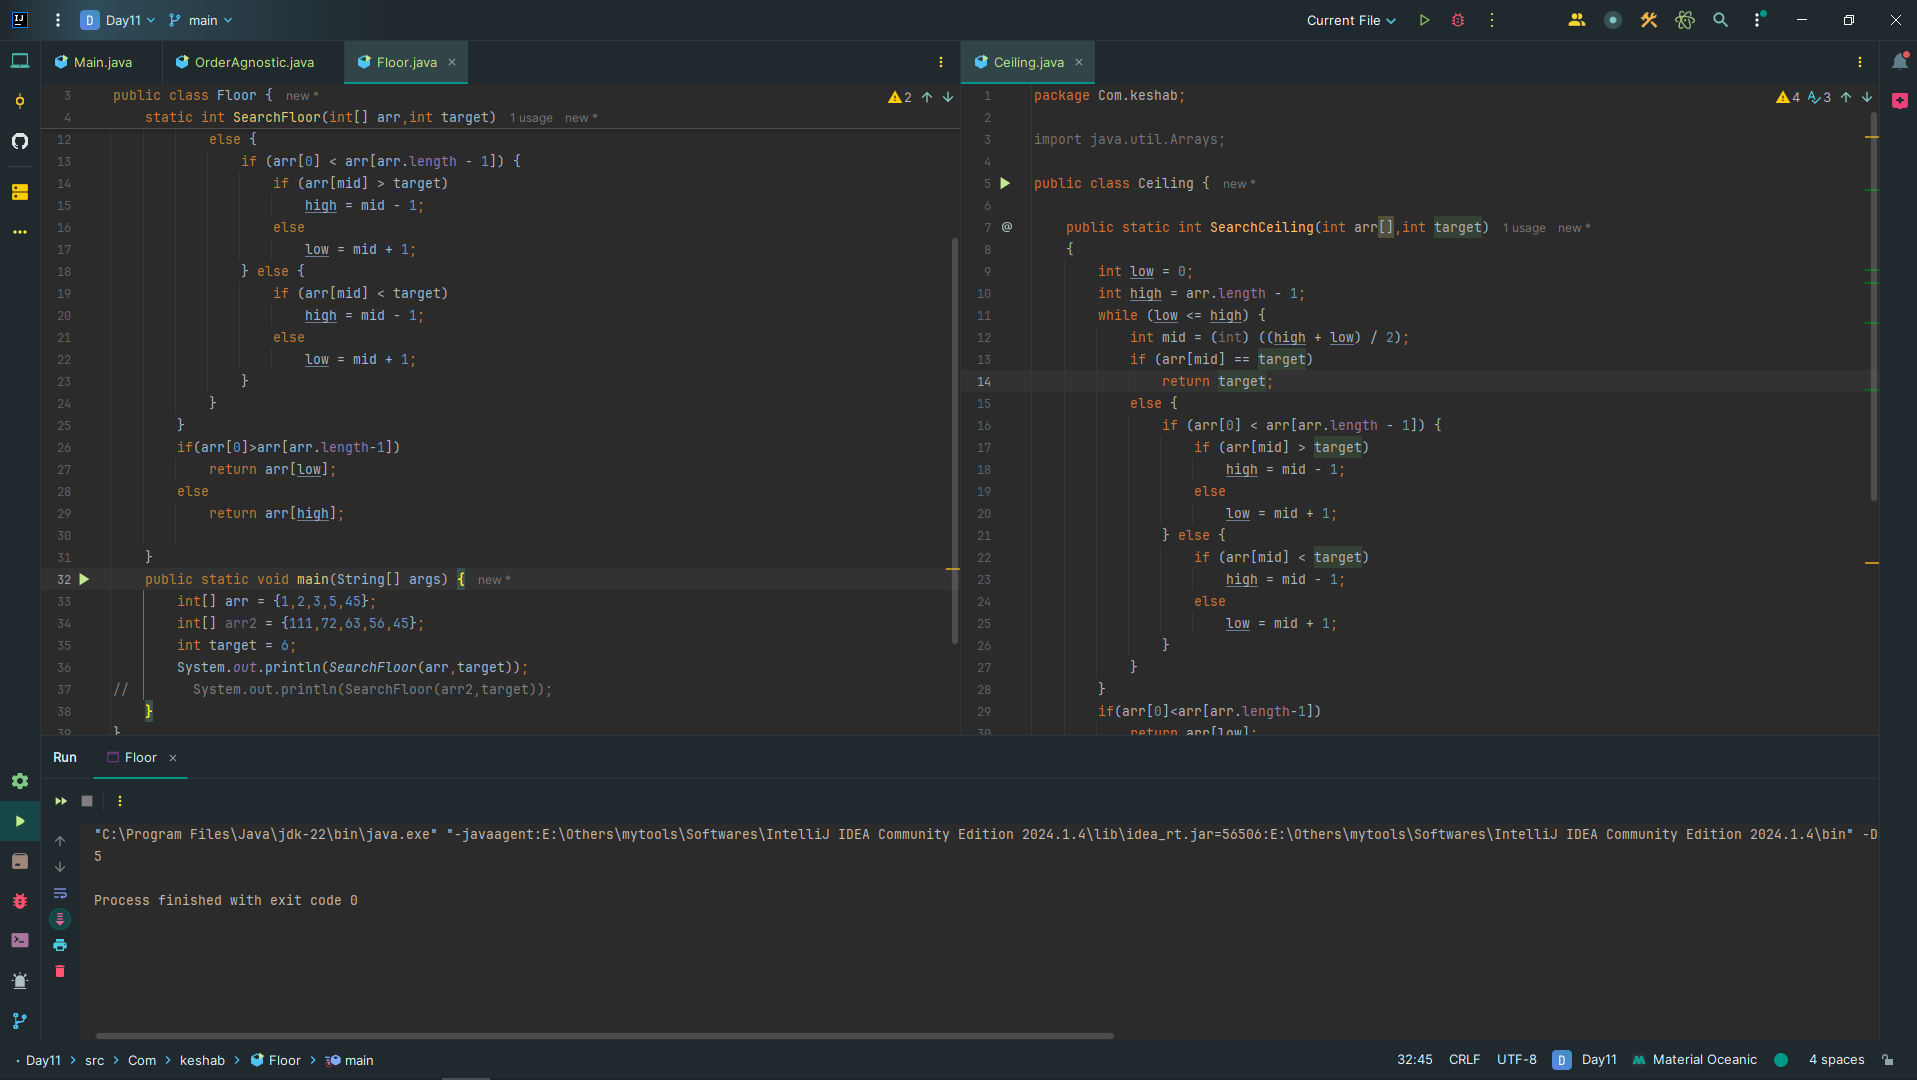 Day11 main Current File
Main.java OrderAgnostic.java Floor.java
3 public class Floor { new *
4 static int SearchFloor(int[] arr,int target) 1 usage new *
2
12 else {
13 if (arr[0] < arr[arr.length - 1]) {
14 if (arr[mid] > target)
15 high = mid - 1;
16 else
17 low = mid + 1;
18 } else {
19 if (arr[mid] < target)
20 high = mid - 1;
21 else
22 low = mid + 1;
23 }
24 }
25 }
26 if(arr[0]>arr[arr.length-1])
27 return arr[low];
28 else
29 return arr[high];
30
31 }
32 public static void main(String[] args) { new *
33 int[] arr = {1,2,3,5,45};
34 int[] arr2 = {111,72,63,56,45};
35 int target = 6;
36 System.out.println(SearchFloor(arr,target));
37 // System.out.println(SearchFloor(arr2,target));
38 }
39 }
Ceiling.java
1 package Com.keshab;
4 3
2
3 import java.util.Arrays;
4
5 public class Ceiling { new *
6
7 @ public static int SearchCeiling(int arr[],int target) 1 usage new *
8 {
9 int low = 0;
10 int high = arr.length - 1;
11 while (low <= high) {
12 int mid = (int) ((high + low) / 2);
13 if (arr[mid] == target)
14 return target;
15 else {
16 if (arr[0] < arr[arr.length - 1]) {
17 if (arr[mid] > target)
18 high = mid - 1;
19 else
20 low = mid + 1;
21 } else {
22 if (arr[mid] < target)
23 high = mid - 1;
24 else
25 low = mid + 1;
26 }
27 }
28 }
29 if(arr[0]<arr[arr.length-1])
30 return arr[low];
Run Floor
"C:\Program Files\Java\jdk-22\bin\java.exe" "-javaagent:E:\Others\mytools\Softwares\IntelliJ IDEA Community Edition 2024.1.4\lib\idea_rt.jar=56506:E:\Others\mytools\Softwares\IntelliJ IDEA Community Edition 2024.1.4\bin" -D
5
Process finished with exit code 0
Day11 > src > Com > keshab > Floor > main 32:45 CRLF UTF-8 D Day11 Material Oceanic 4 spaces